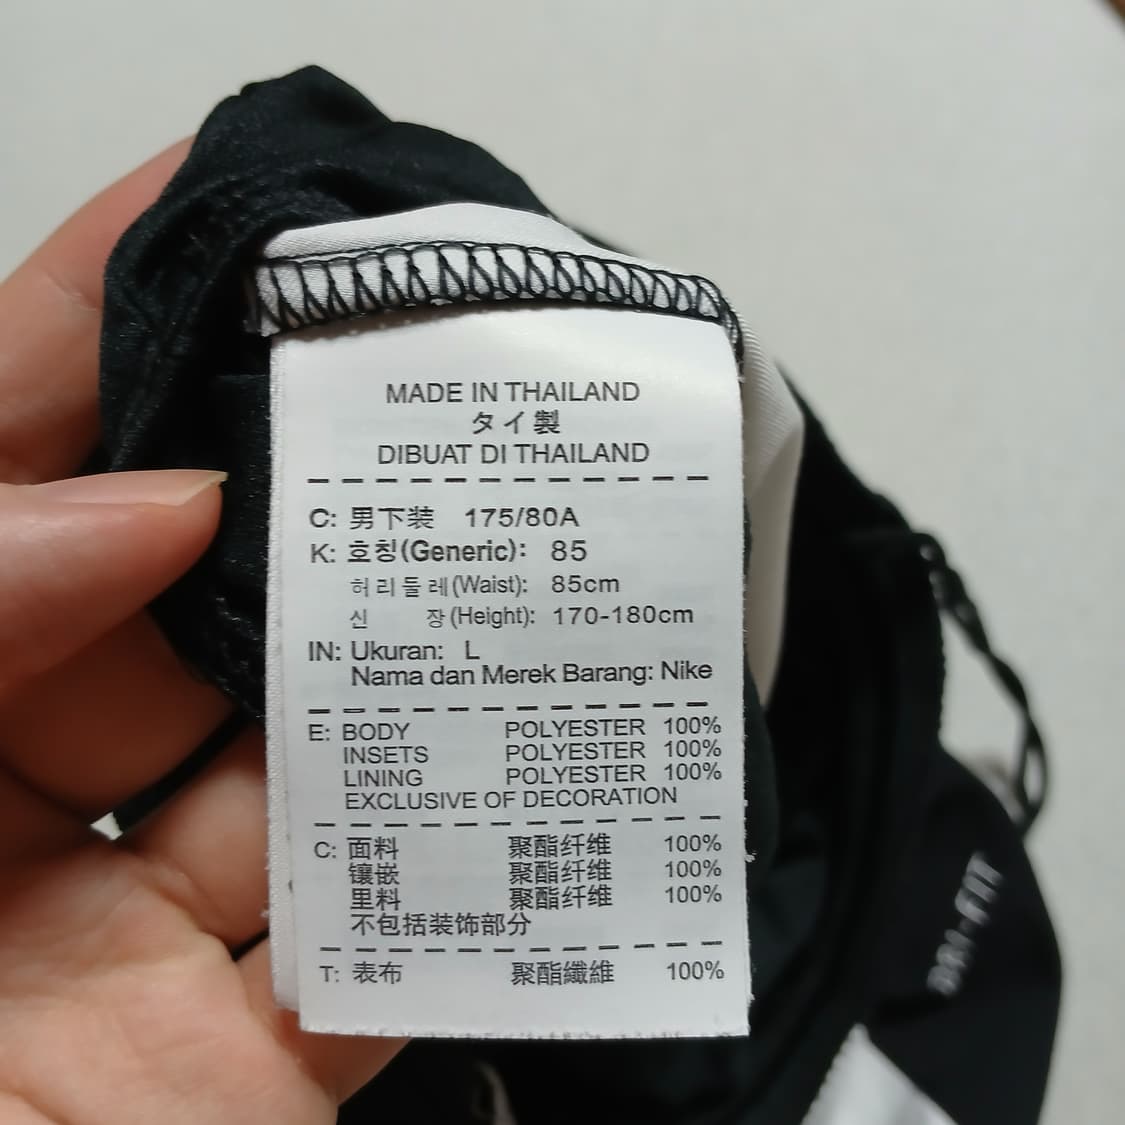 MADE IN THAILAND
タイ製
DIBUAT DI THAILAND
C: 男下装 175/80A
K: 호칭(Generic): 85
허리둘레(Waist): 85cm
신 장(Height): 170-180cm
IN: Ukuran: L
Nama dan Merek Barang: Nike
E: BODY POLYESTER 100%
INSETS POLYESTER 100%
LINING POLYESTER 100%
EXCLUSIVE OF DECORATION
C: 面料 聚酯纤维 100%
镶嵌 聚酯纤维 100%
里料 聚酯纤维 100%
不包括装饰部分
T: 表布 聚酯纖維 100%
DRI-FIT